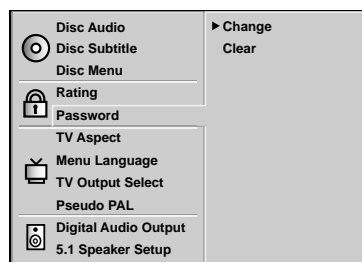 Disc Audio
Disc Subtitle
Disc Menu
Rating
Password
TV Aspect
Menu Language
TV Output Select
Pseudo PAL
Digital Audio Output
5.1 Speaker Setup
Change
Clear